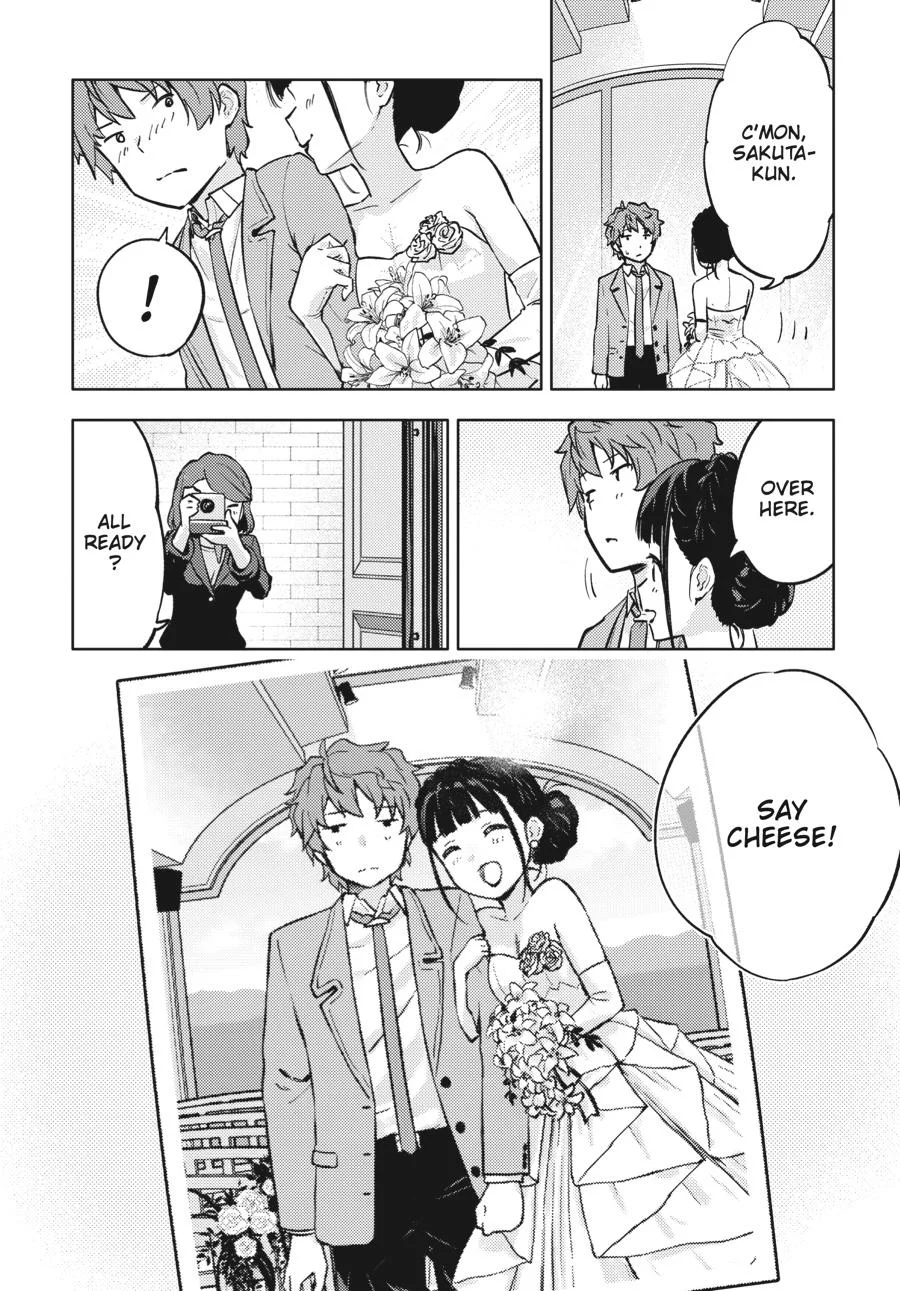 C'MON,
SAKUTA-
KUN.
!
OVER
HERE.
ALL
READY
?
SAY
CHEESE!